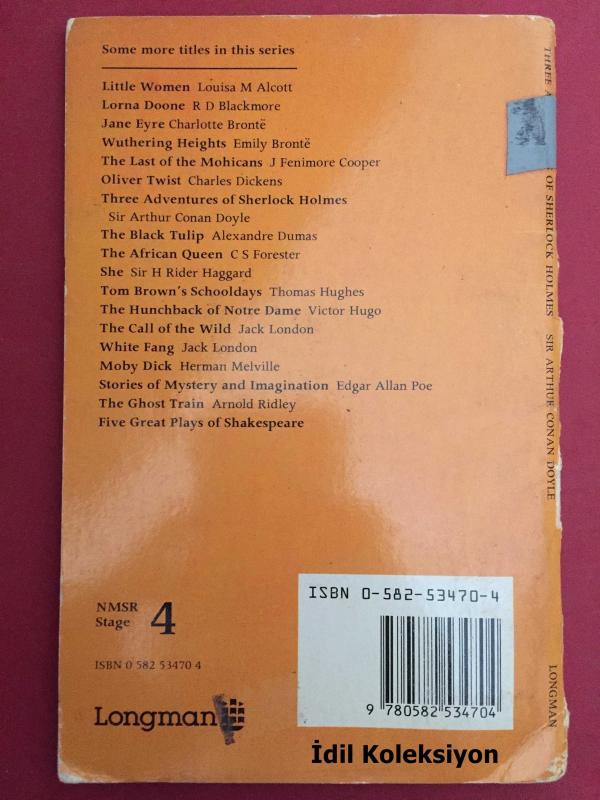 Some more titles in this series
Little Women Louisa M Alcott
Lorna Doone R D Blackmore
Jane Eyre Charlotte Brontë
Wuthering Heights Emily Brontë
The Last of the Mohicans J Fenimore Cooper
Oliver Twist Charles Dickens
Three Adventures of Sherlock Holmes
Sir Arthur Conan Doyle
The Black Tulip Alexandre Dumas
The African Queen C S Forester
She Sir H Rider Haggard
Tom Brown's Schooldays Thomas Hughes
The Hunchback of Notre Dame Victor Hugo
The Call of the Wild Jack London
White Fang Jack London
Moby Dick Herman Melville
Stories of Mystery and Imagination Edgar Allan Poe
The Ghost Train Arnold Ridley
Five Great Plays of Shakespeare
NMSR
Stage 4
ISBN 0 582 53470 4
Longman
ISBN 0-582-53470-4
9 780582 534704
THREE OF SHERLOCK HOLMES SIR ARTHUR CONAN DOYLE LONGMAN
İdil Koleksiyon